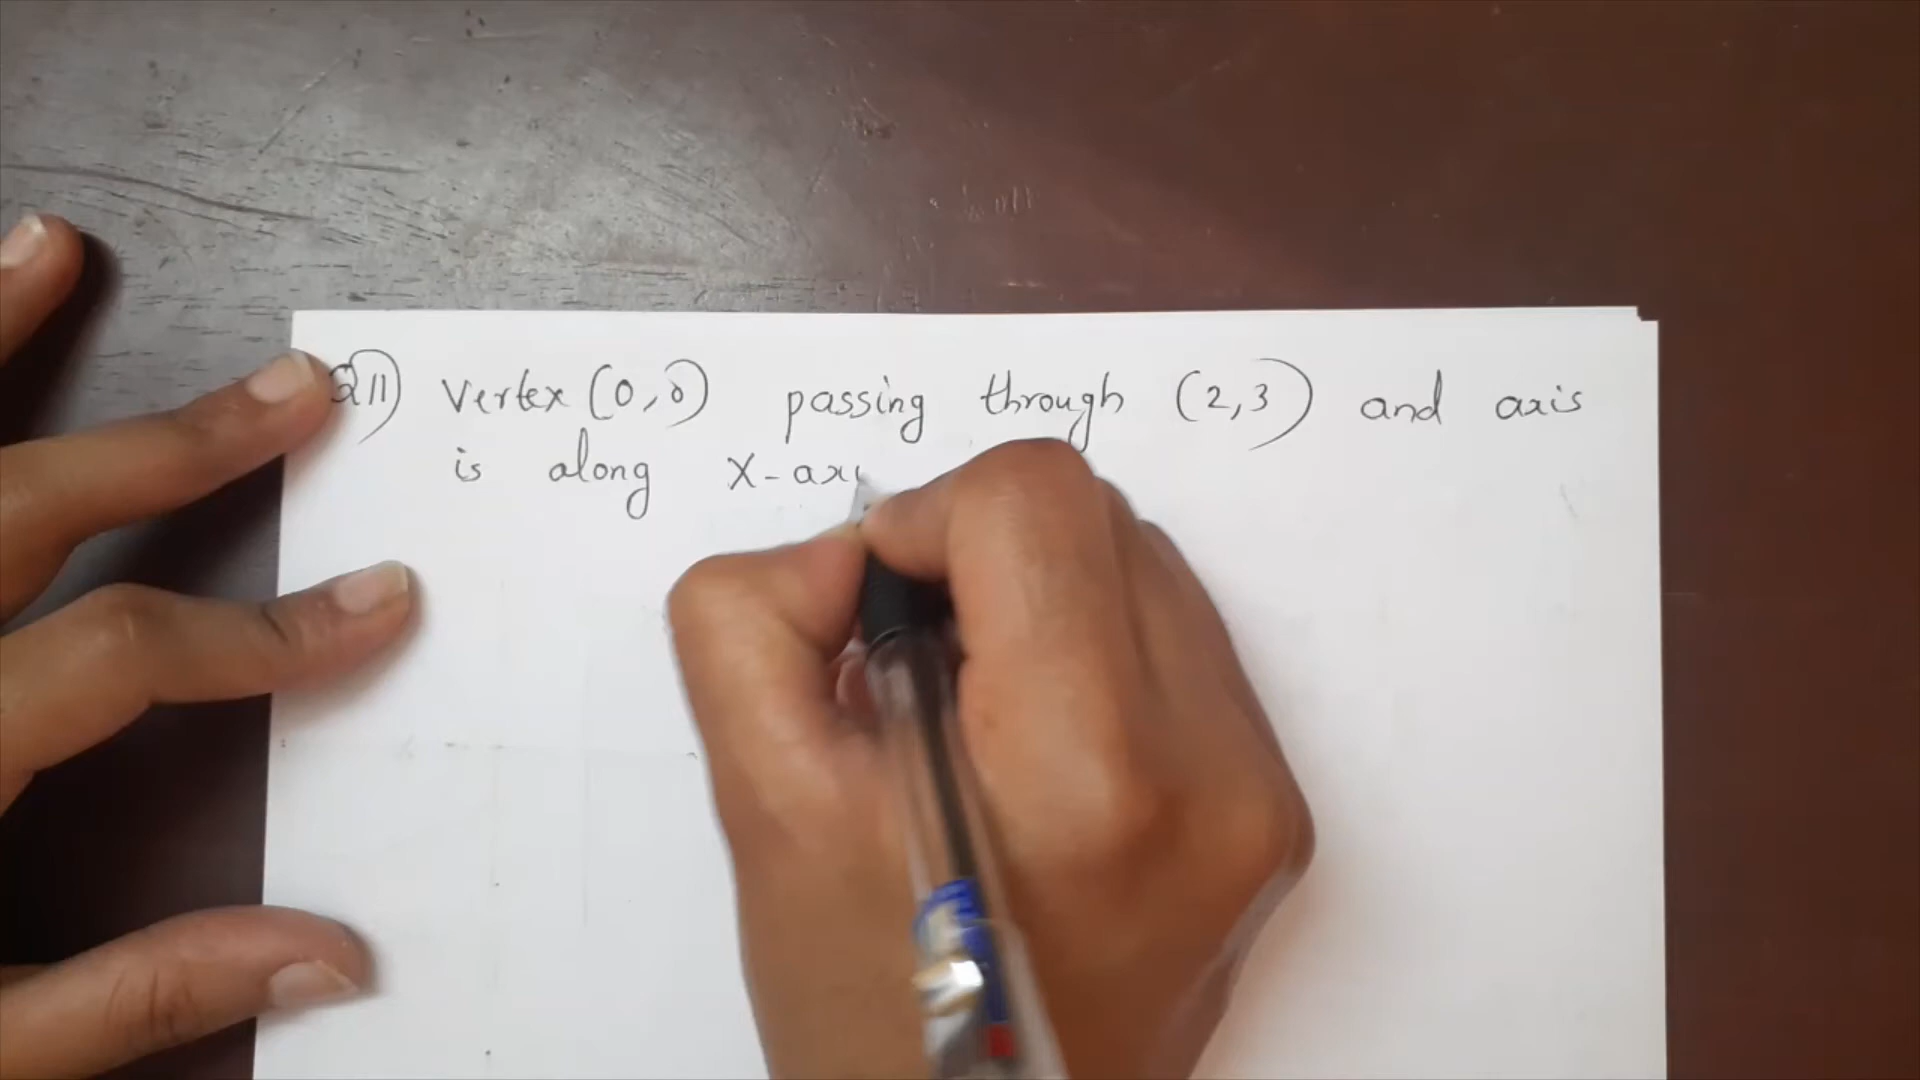 Q11) Vertex (0,0) passing through (2,3) and axis
is along X-axi